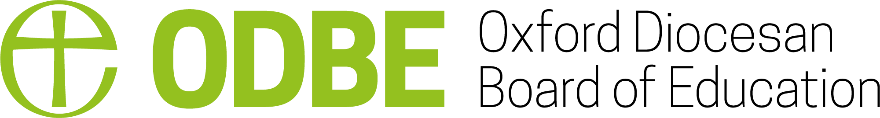 ODBE
Oxford Diocesan
Board of Education